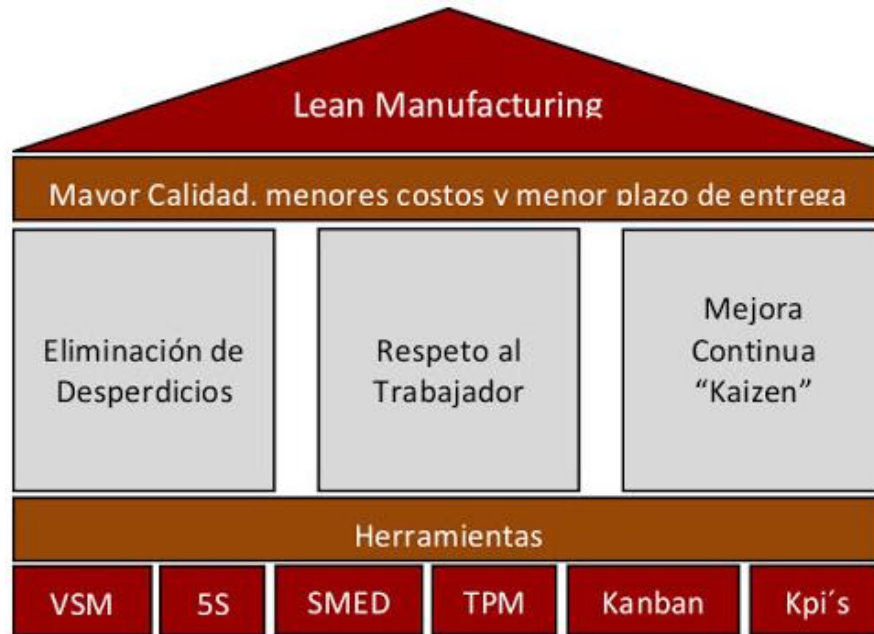 Lean Manufacturing
Mayor Calidad, menores costos y menor plazo de entrega
Eliminación de
Desperdicios
Respeto al
Trabajador
Mejora
Continua
“Kaizen”
Herramientas
VSM
5S
SMED
TPM
Kanban
Kpi´s